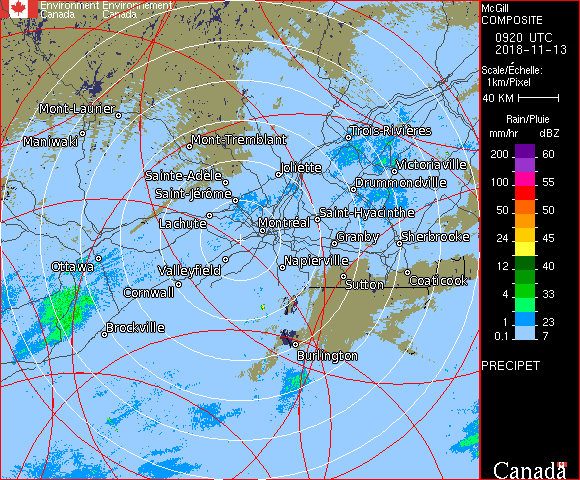 Environment Environnement
Canada Canada
McGill
COMPOSITE
0920 UTC
2018-11-13
Scale/Échelle:
1km/Pixel
40 KM
Rain/Pluie
mm/hr dBZ
200 60
100 55
50 50
24 45
12 40
4 33
1 23
0.1 7
PRECIPET
Canada
Mont-Laurier
Maniwaki
Mont-Tremblant
Trois-Rivières
Sainte-Adèle
Joliette
Victoriaville
Saint-Jérôme
Drummondville
Lachute
Montréal
Saint-Hyacinthe
Granby
Sherbrooke
Ottawa
Valleyfield
Napierville
Cornwall
Sutton
Coaticook
Brockville
Burlington